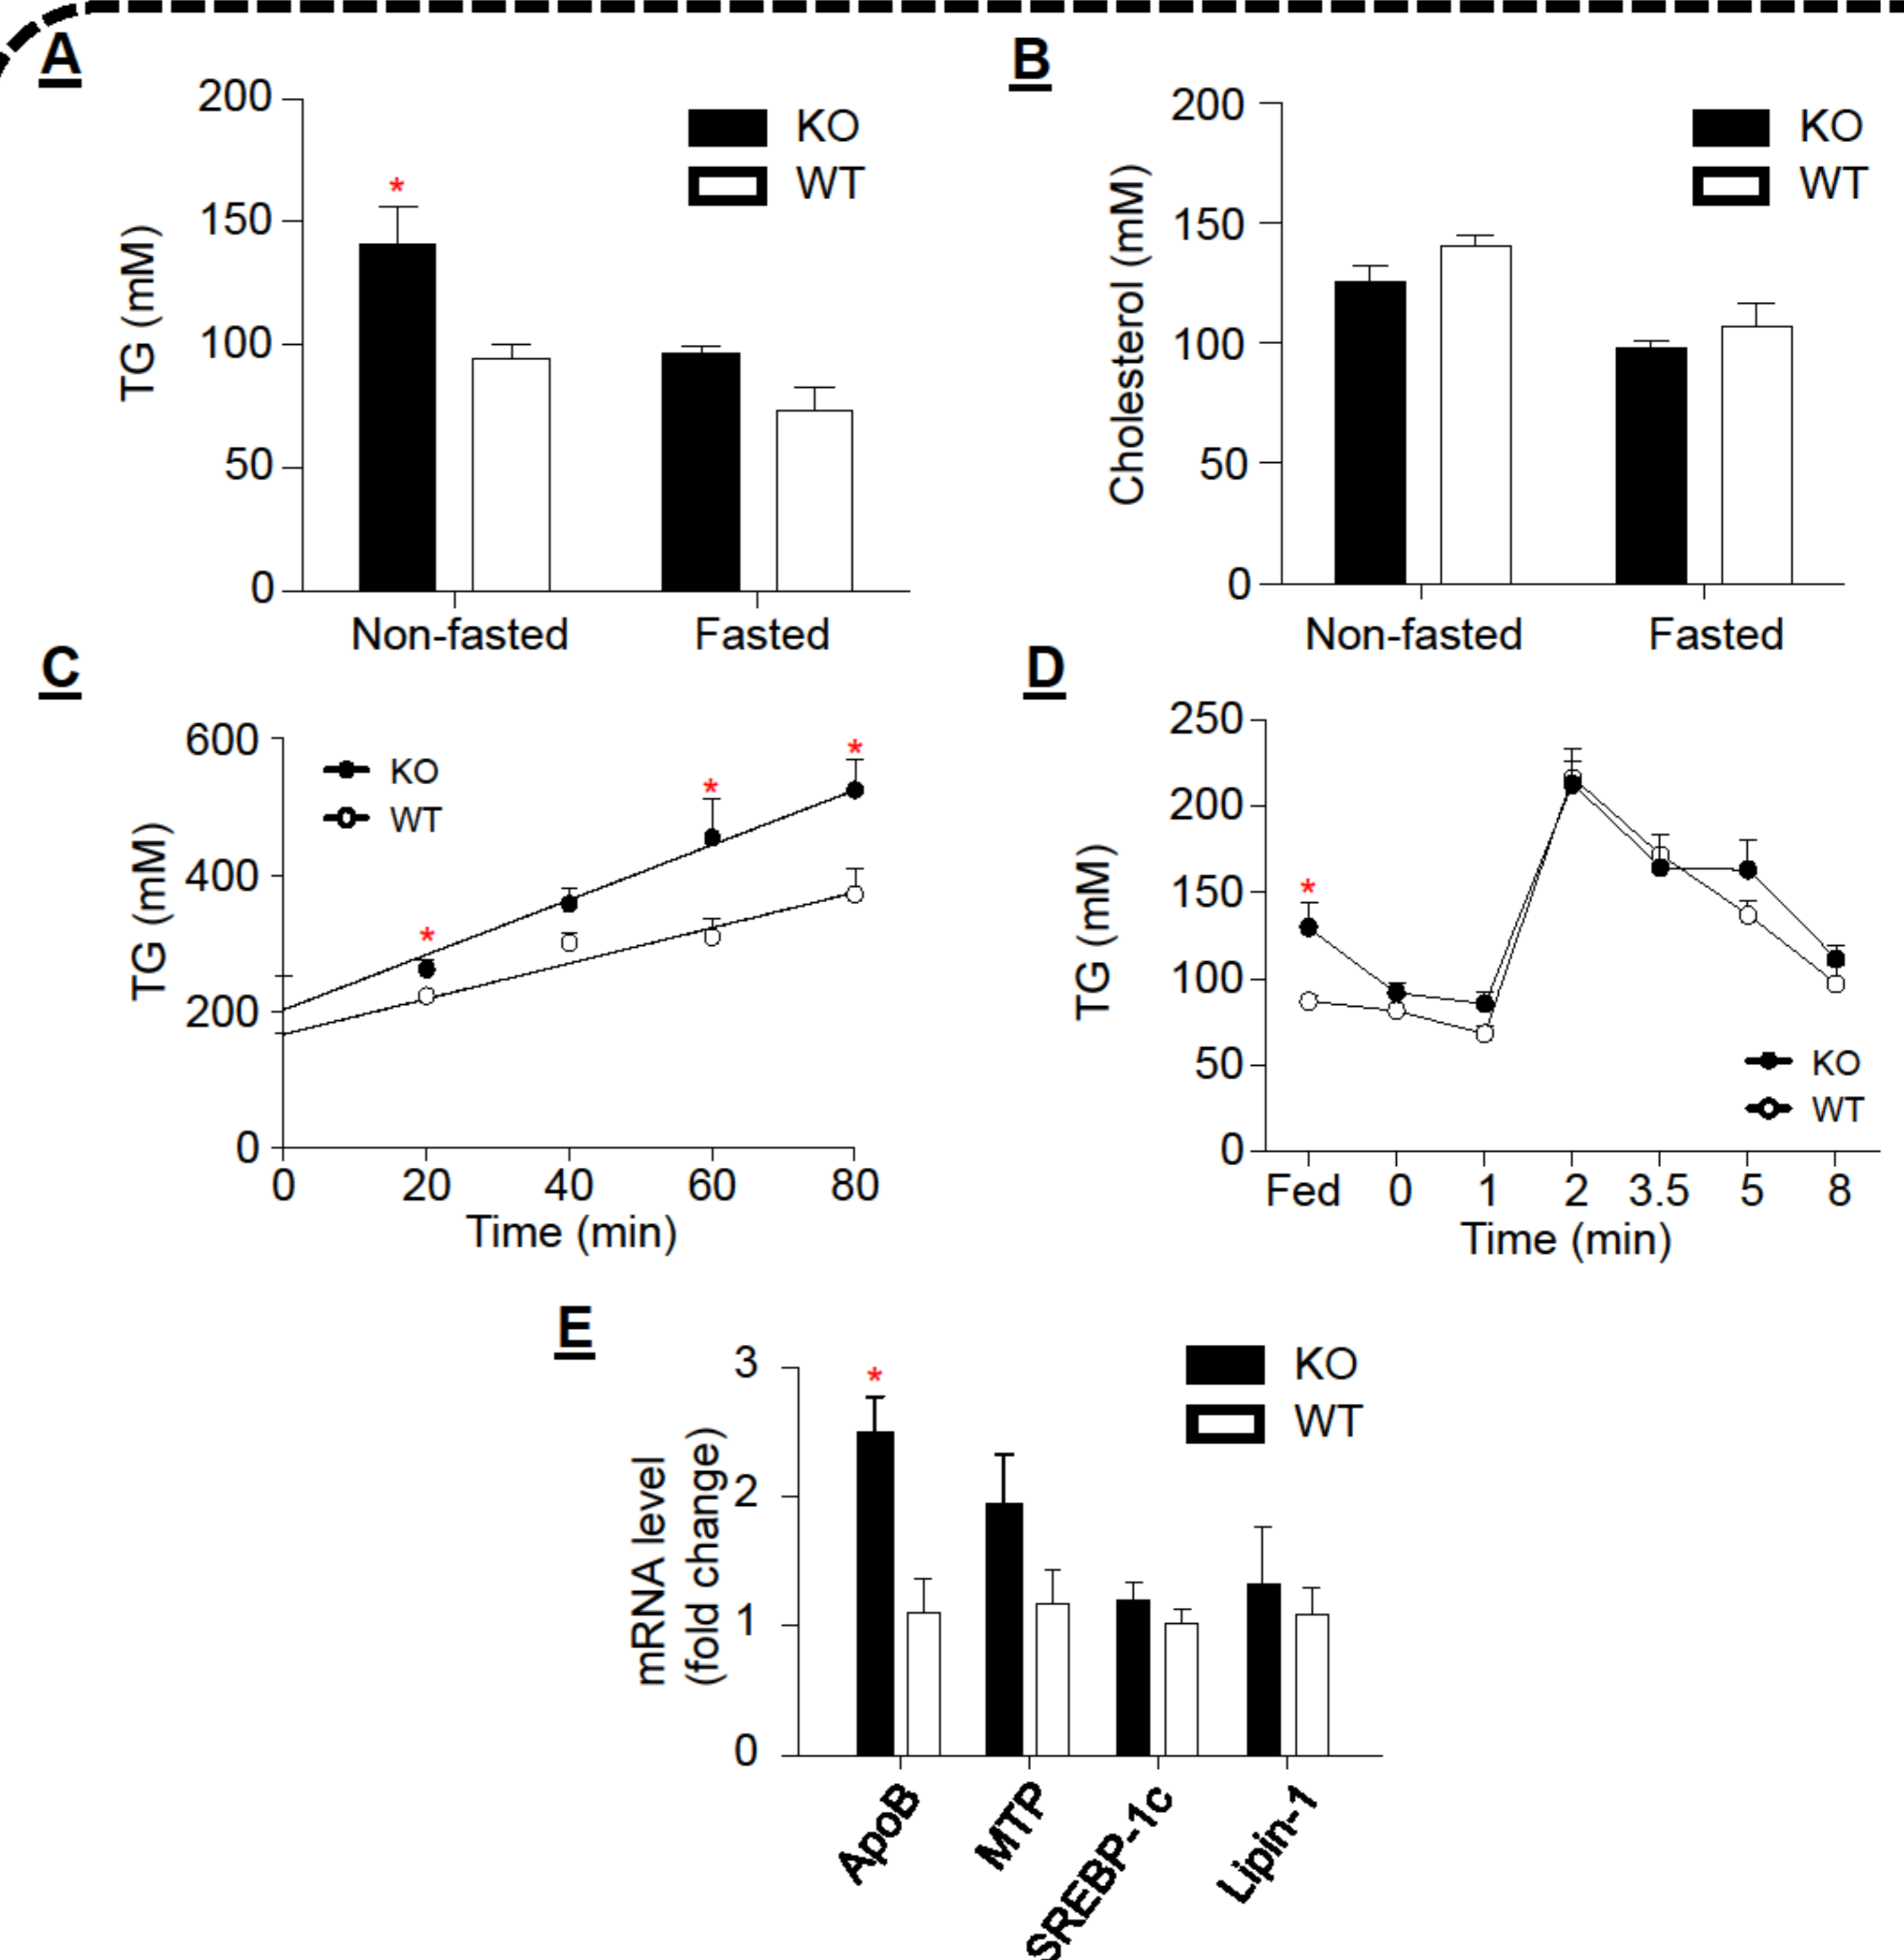 A
200
150
100
50
0
TG (mM)
*
KO
WT
Non-fasted
Fasted
B
200
150
100
50
0
Cholesterol (mM)
KO
WT
Non-fasted
Fasted
C
600
400
200
0
TG (mM)
KO
WT
*
*
*
0 20 40 60 80
Time (min)
D
250
200
150
100
50
0
TG (mM)
*
KO
WT
Fed 0 1 2 3.5 5 8
Time (min)
E
3
2
1
0
mRNA level
(fold change)
*
KO
WT
ApoB
MTP
SREBP-1c
Lipin-1